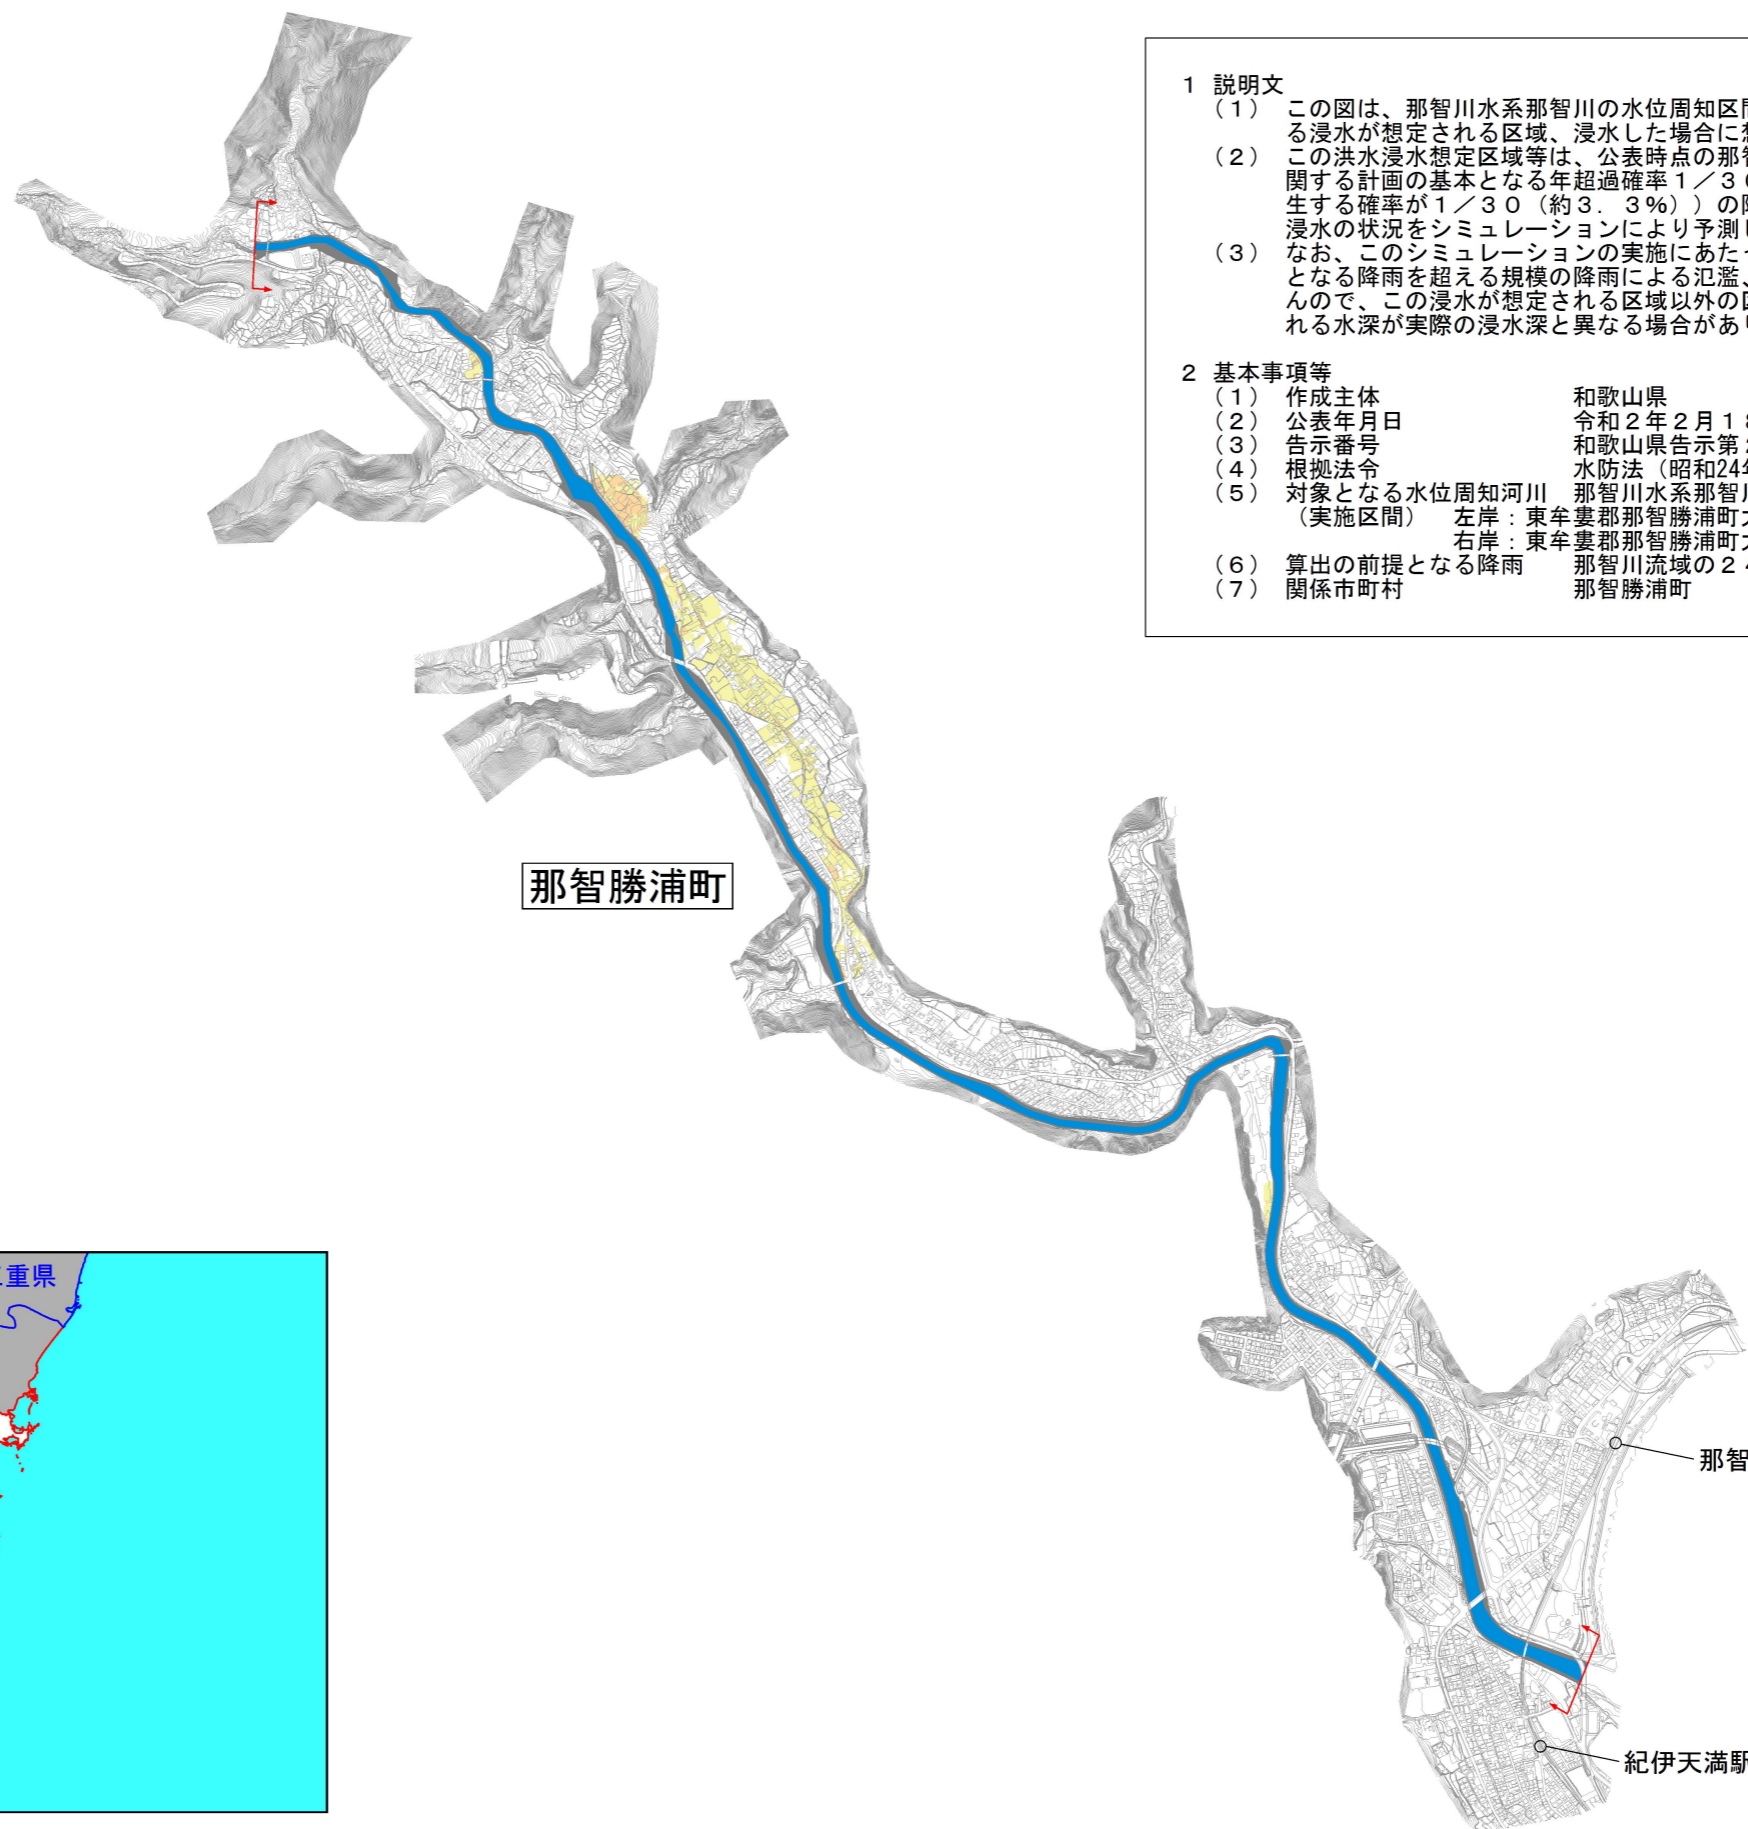 1 説明文
(1) この図は、那智川水系那智川の水位周知区
る浸水が想定される区域、浸水した場合に
(2) この洪水浸水想定区域等は、公表時点の那
関する計画の基本となる年超過確率1/3
生する確率が1/30(約3.3%))の
浸水の状況をシミュレーションにより予測
(3) なお、このシミュレーションの実施にあた
となる降雨を超える規模の降雨による氾濫、
んので、この浸水が想定される区域以外の
れる水深が実際の浸水深と異なる場合があ
2 基本事項等
(1) 作成主体 和歌山県
(2) 公表年月日 令和2年2月1
(3) 告示番号 和歌山県告示第
(4) 根拠法令 水防法(昭和24
(5) 対象となる水位周知河川 那智川水系那智
(実施区間) 左岸:東牟婁郡那智勝浦町
右岸:東牟婁郡那智勝浦町
(6) 算出の前提となる降雨 那智川流域の2
(7) 関係市町村 那智勝浦町
那智勝浦町
重県
那智
紀伊天満駅